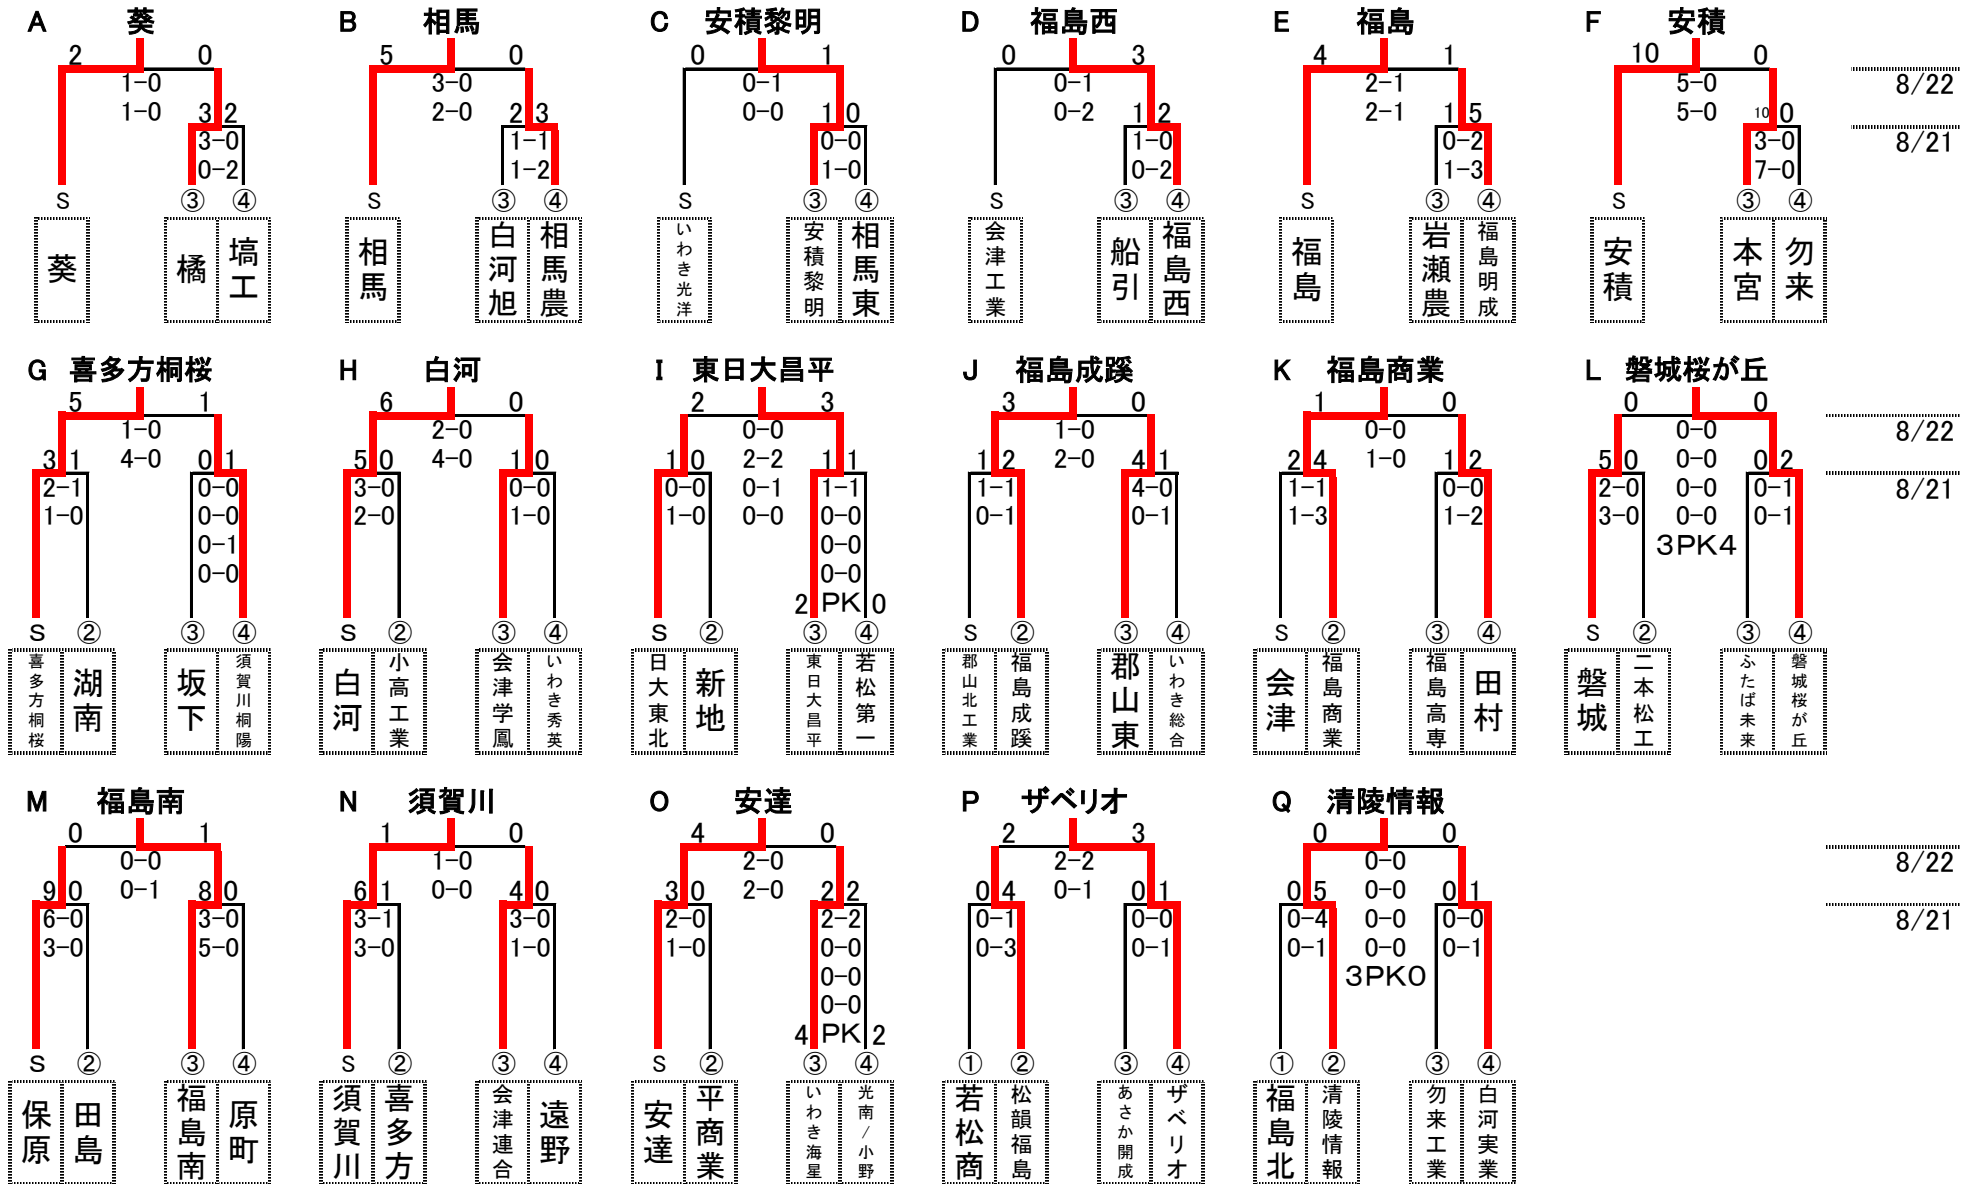 A 葵 B 相馬 C 安積黎明 D 福島西 E 福島 F 安積
2 0 5 0 0 1 0 3 4 1 10 0
1-0 3-0 0-1 0-1 2-1 5-0 8/22
1-0 2-0 0-0 0-2 2-1 5-0
3 2 2 3 1 0 1 2 1 5 10 0
3-0 1-1 0-0 1-0 0-2 3-0 8/21
0-2 1-2 1-0 0-2 1-3 7-0
S ③ ④ S ③ ④ S ③ ④ S ③ ④ S ③ ④ S ③ ④
葵 橘 塙工 相馬 白河旭 相馬農 いわき光洋 安積黎明 相馬東 会津工業 船引 福島西 福島 岩瀬農 福島明成 安積 本宮 勿来
G 喜多方桐桜 H 白河 I 東日大昌平 J 福島成蹊 K 福島商業 L 磐城桜が丘
5 1 6 0 2 3 3 0 1 0 0 0
1-0 2-0 0-0 1-0 0-0 0-0 8/22
4-0 4-0 2-2 2-0 1-0 0-0
3 1 0 1 5 0 1 0 1 0 1 1 1 2 4 1 2 4 1 2 5 0 0 2
2-1 0-0 3-0 0-0 0-0 0-1 1-1 1-1 4-0 1-1 0-0 2-0 0-0 0-1 8/21
1-0 0-0 2-0 1-0 1-0 0-0 0-0 0-1 0-1 1-3 1-2 3-0 0-0 0-1
0-1 0-0 3PK4
0-0 0-0
2 PK 0
S ② ③ ④ S ② ③ ④ S ② ③ ④ S ② ③ ④ S ② ③ ④ S ② ③ ④
喜多方桐桜 湖南 坂下 須賀川桐陽 白河 小高工業 会津学鳳 いわき秀英 日大東北 新地 東日大昌平 若松第一 郡山北工業 福島成蹊 郡山東 いわき総合 会津 福島商業 福島高専 田村 磐城 二本松工 ふたば未来 磐城桜が丘
M 福島南 N 須賀川 O 安達 P ザベリオ Q 清陵情報
0 1 1 0 4 0 2 3 0 0
0-0 1-0 2-0 2-2 0-0 8/22
0-1 0-0 2-0 0-1 0-0
9 0 8 0 6 1 4 0 3 0 2 2 0 4 0 1 0 5 0 1
6-0 3-0 3-1 3-0 2-0 2-2 0-1 0-0 0-4 0-0 0-0 8/21
3-0 5-0 3-0 1-0 1-0 0-0 0-3 0-1 0-1 0-0 0-1
0-0 3PK0
0-0
4 PK 2
S ② ③ ④ S ② ③ ④ S ② ③ ④ ① ② ③ ④ ① ② ③ ④
保原 田島 福島南 原町 須賀川 喜多方 会津連合 遠野 安達 平商業 いわき海星 光南/小野 若松商 松韻福島 あさか開成 ザベリオ 福島北 清陵情報 勿来工業 白河実業